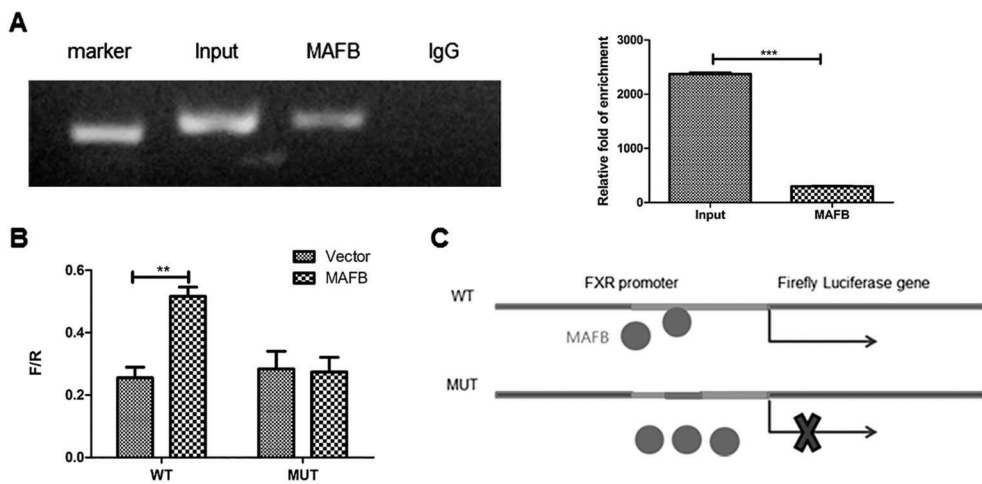 A
marker Input MAFB IgG
Relative fold of enrichment
3000
2000
1000
0
***
Input MAFB
B
Vector
MAFB
F/R
0.6
0.4
0.2
0.0
**
WT MUT
C
FXR promoter Firefly Luciferase gene
WT
MAFB
MUT